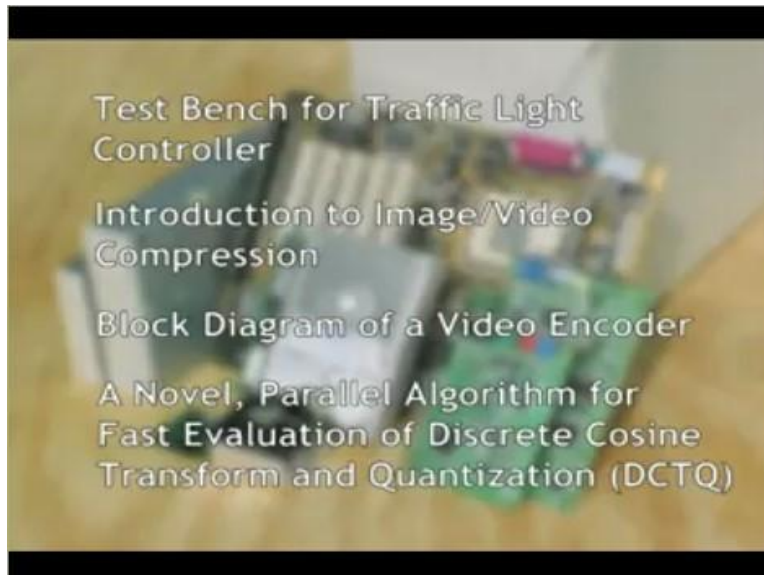 Test Bench for Traffic Light
Controller
Introduction to Image/Video
Compression
Block Diagram of a Video Encoder
A Novel, Parallel Algorithm for
Fast Evaluation of Discrete Cosine
Transform and Quantization (DCTQ)